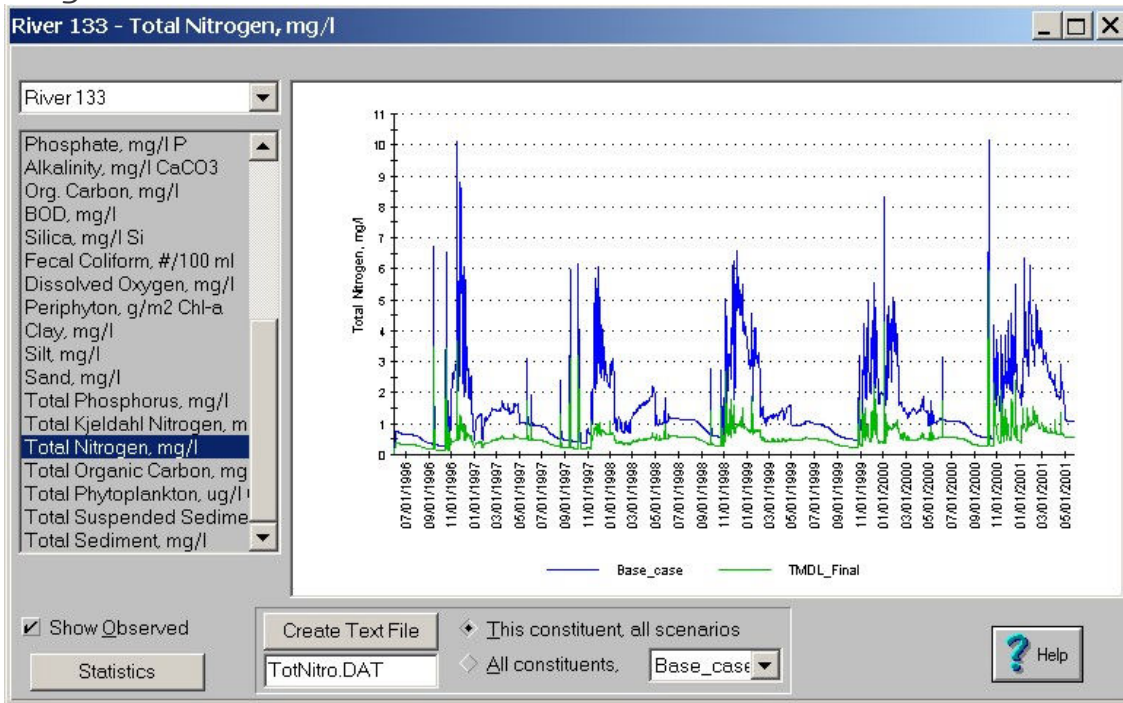 River 133 - Total Nitrogen, mg/l
River 133
Phosphate, mg/l P
Alkalinity, mg/l CaCO3
Org. Carbon, mg/l
BOD, mg/l
Silica, mg/l Si
Fecal Coliform, #/100 ml
Dissolved Oxygen, mg/l
Periphyton, g/m2 Chl-a
Clay, mg/l
Silt, mg/l
Sand, mg/l
Total Phosphorus, mg/l
Total Kjeldahl Nitrogen, m
Total Nitrogen, mg/l
Total Organic Carbon, mg
Total Phytoplankton, ug/l
Total Suspended Sedime
Total Sediment, mg/l
Total Nitrogen, mg/l
11
10
9
8
7
6
5
4
3
2
1
0
07/01/1996
09/01/1996
11/01/1996
01/01/1997
03/01/1997
05/01/1997
07/01/1997
09/01/1997
11/01/1997
01/01/1998
03/01/1998
05/01/1998
07/01/1998
09/01/1998
11/01/1998
01/01/1999
03/01/1999
05/01/1999
07/01/1999
09/01/1999
11/01/1999
01/01/2000
03/01/2000
05/01/2000
07/01/2000
09/01/2000
11/01/2000
01/01/2001
03/01/2001
05/01/2001
Base_case
TMDL_Final
Show Observed
Statistics
Create Text File
TotNitro.DAT
This constituent, all scenarios
All constituents,
Base_case
Help